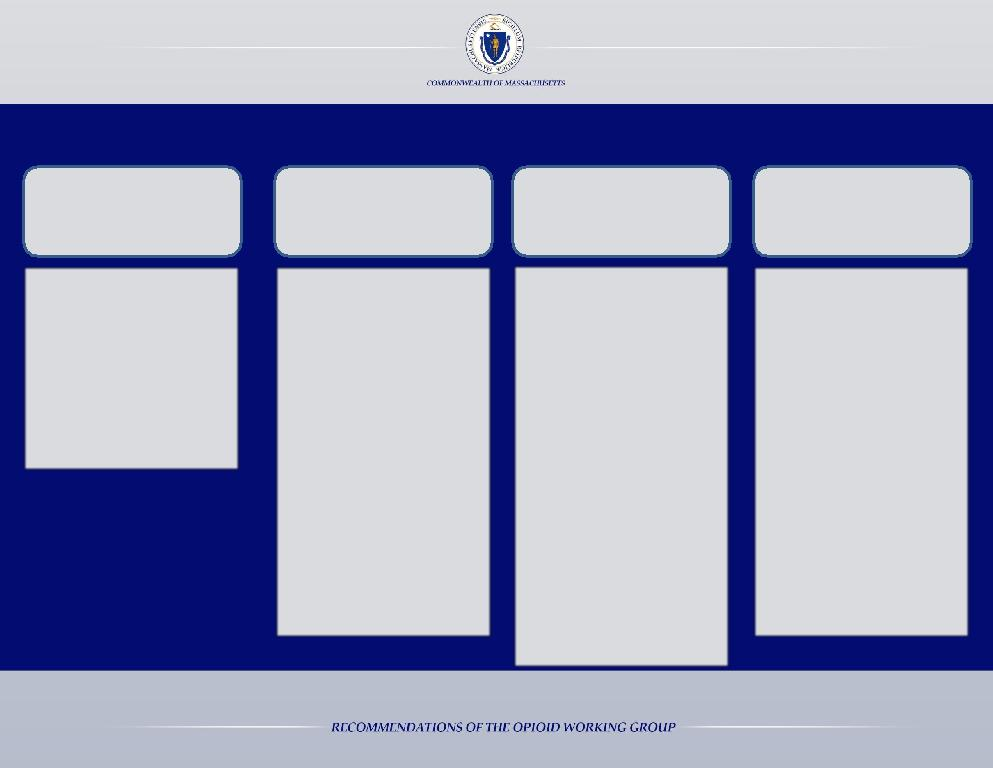 COMMONWEALTH OF MASSACHUSETTS
RECOMMENDATIONS OF THE OPIOID WORKING GROUP